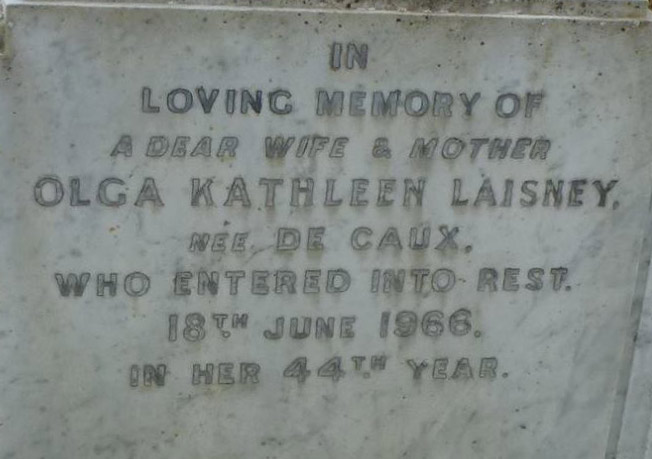 IN
LOVING MEMORY OF
A DEAR WIFE & MOTHER
OLGA KATHLEEN LAISNEY,
NEE DE CAUX,
WHO ENTERED INTO REST.
18TH JUNE 1966.
IN HER 44TH YEAR.